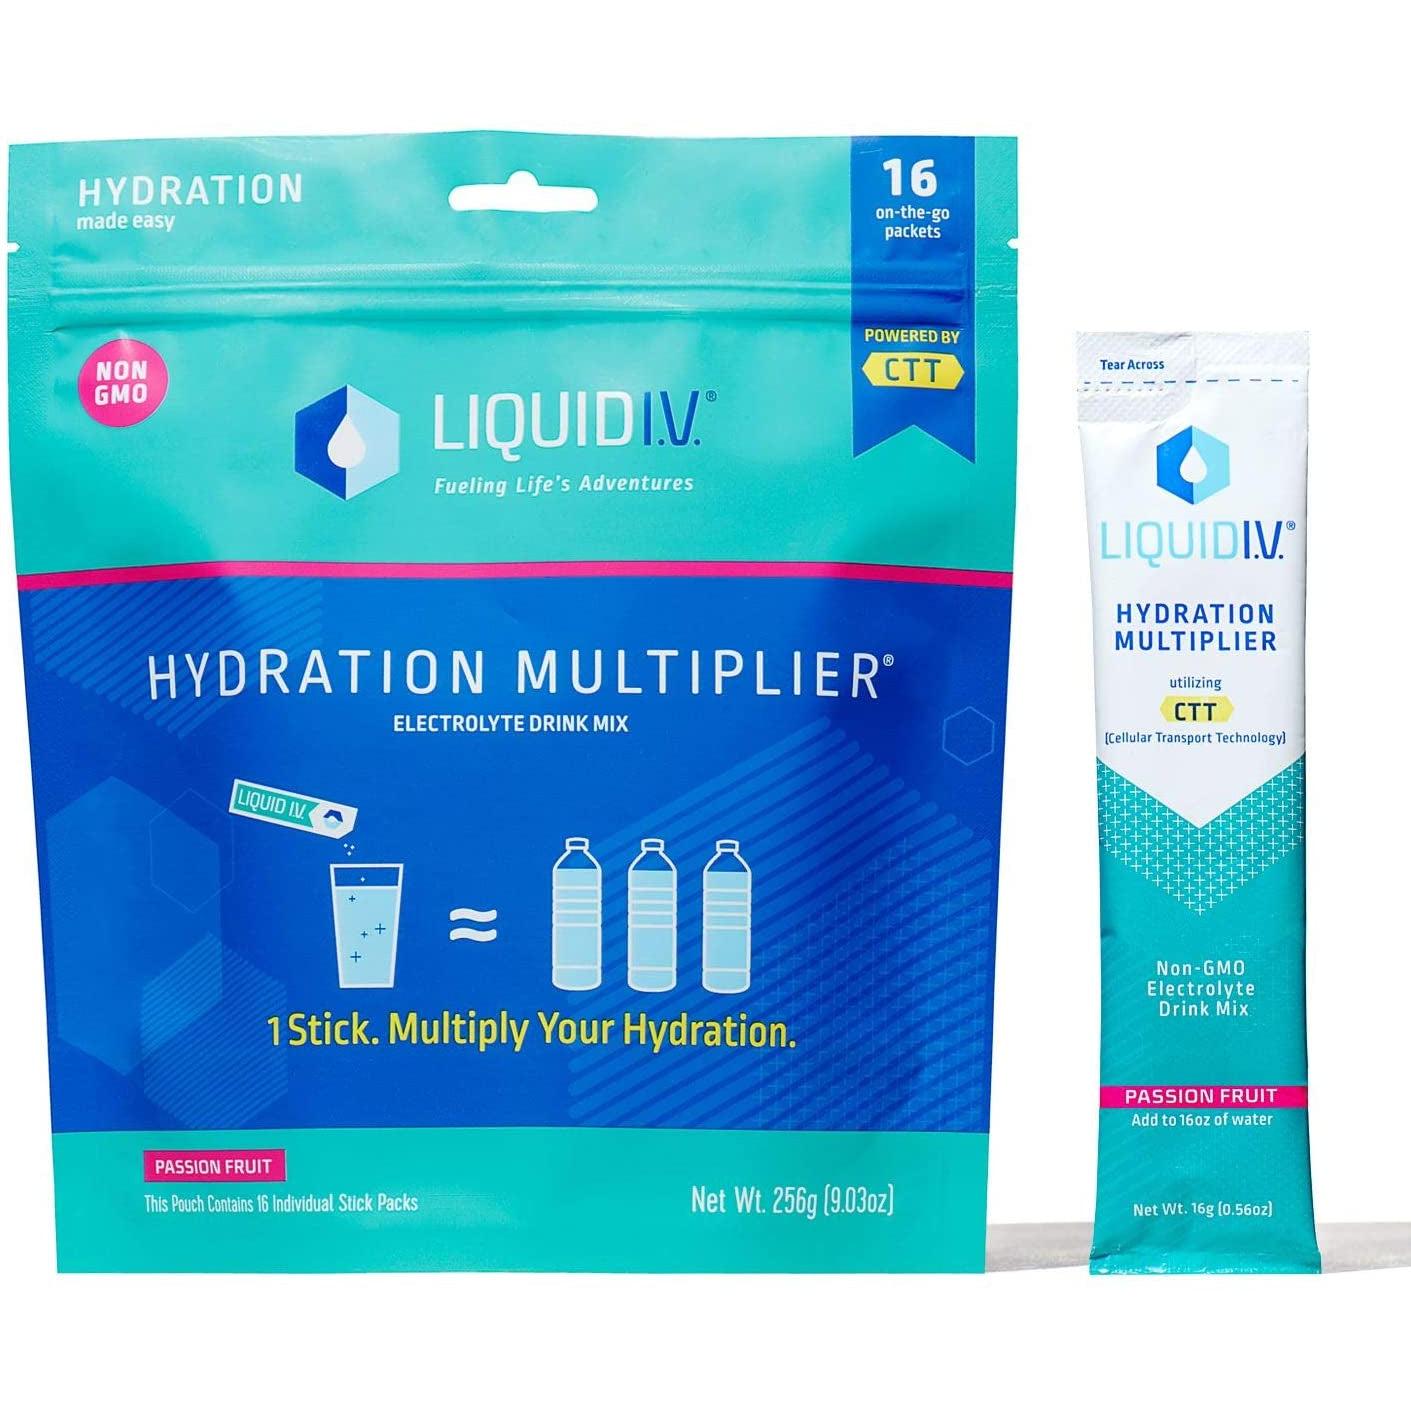 HYDRATION
made easy
16
on-the-go
packets
POWERED BY
CTT
NON
GMO
LIQUID I.V.®
Fueling Life's Adventures
HYDRATION MULTIPLIER®
ELECTROLYTE DRINK MIX
LIQUID I.V.
≈
1 Stick. Multiply Your Hydration.
PASSION FRUIT
This Pouch Contains 16 Individual Stick Packs
Net Wt. 256g (9.03oz)
Tear Across
LIQUID I.V.®
HYDRATION
MULTIPLIER
utilizing
CTT
(Cellular Transport Technology)
Non-GMO
Electrolyte
Drink Mix
PASSION FRUIT
Add to 16oz of water
Net Wt. 16g (0.56oz)